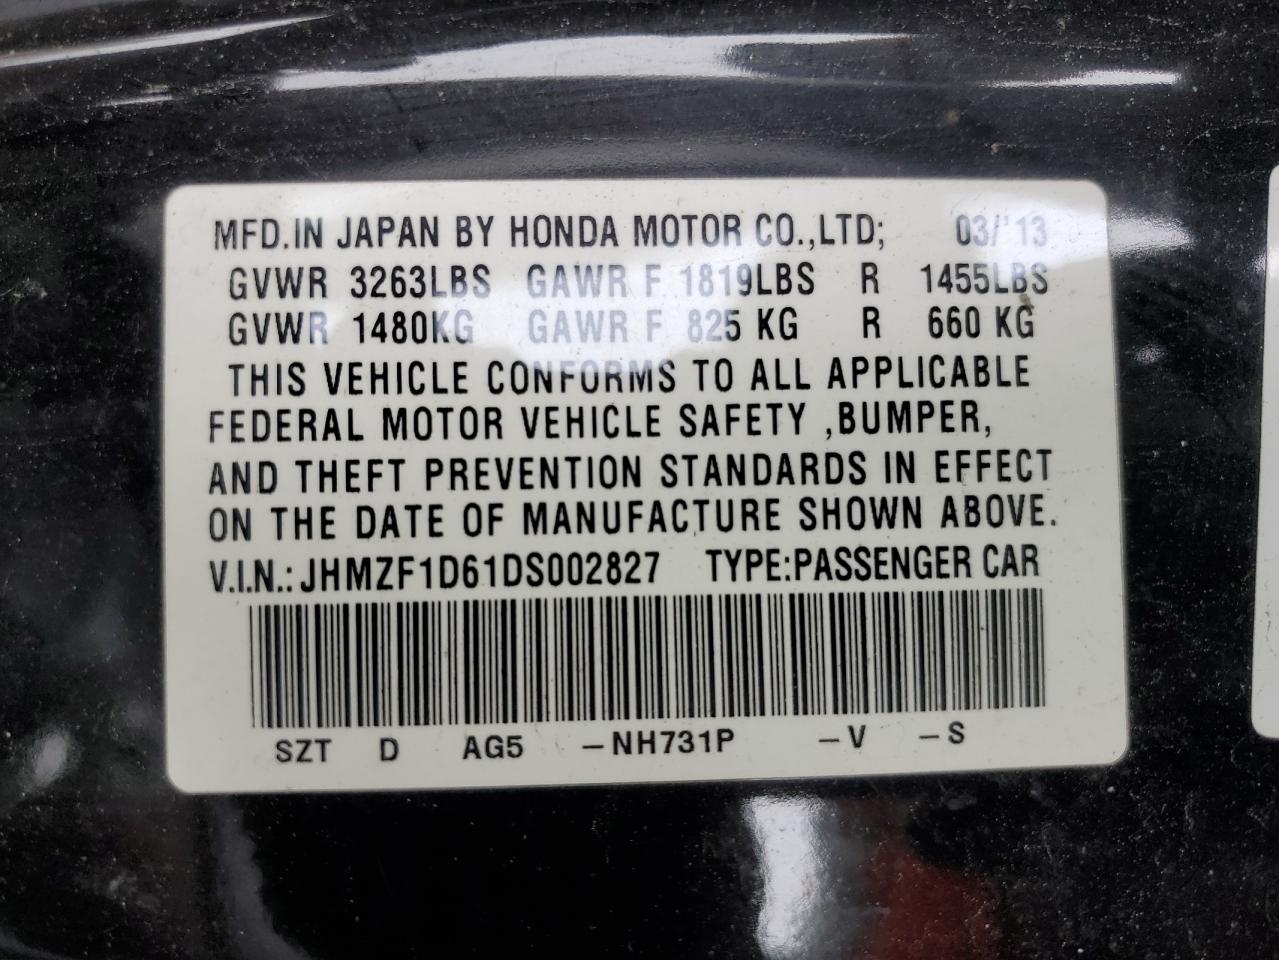 MFD.IN JAPAN BY HONDA MOTOR CO.,LTD; 03/'13
GVWR 3263LBS GAWR F 1819LBS R 1455LBS
GVWR 1480KG GAWR F 825 KG R 660 KG
THIS VEHICLE CONFORMS TO ALL APPLICABLE
FEDERAL MOTOR VEHICLE SAFETY ,BUMPER,
AND THEFT PREVENTION STANDARDS IN EFFECT
ON THE DATE OF MANUFACTURE SHOWN ABOVE.
V.I.N.: JHMZF1D61DS002827 TYPE:PASSENGER CAR
SZT D AG5 –NH731P –V –S